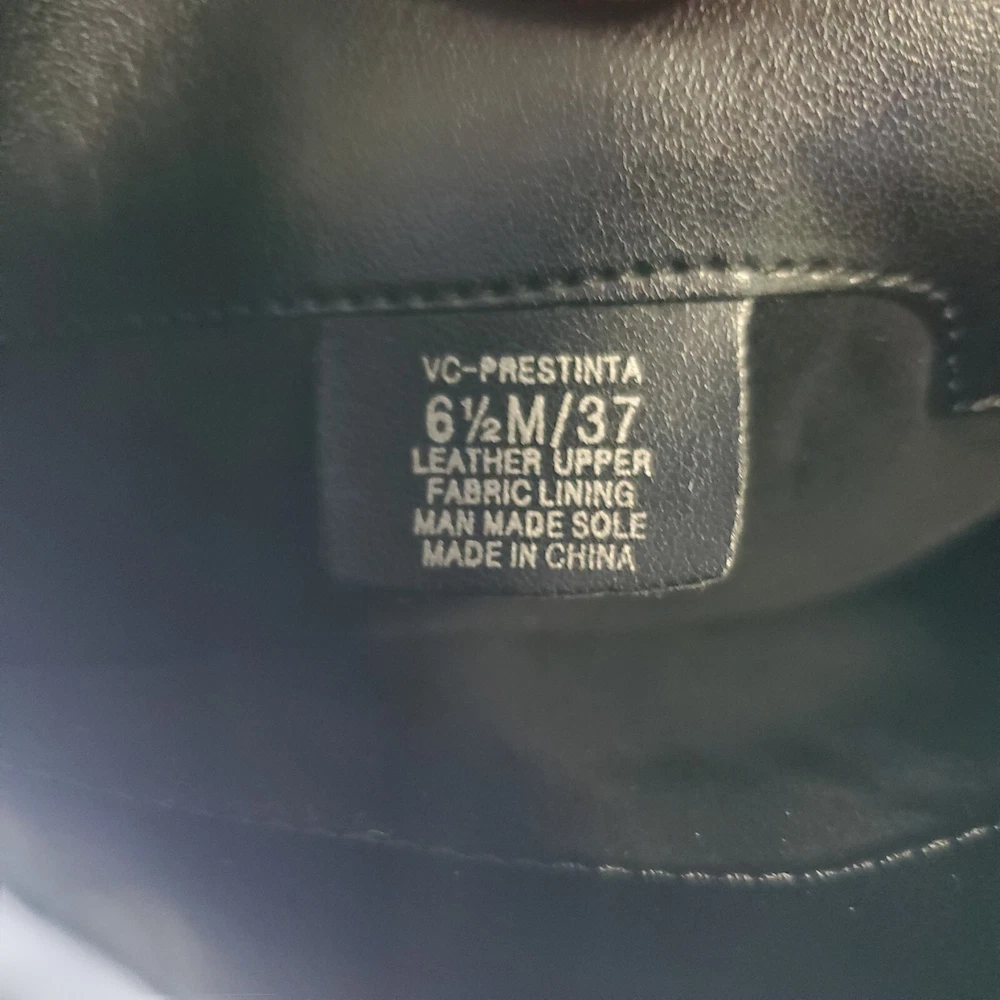 VC-PRESTINTA
6½M/37
LEATHER UPPER
FABRIC LINING
MAN MADE SOLE
MADE IN CHINA